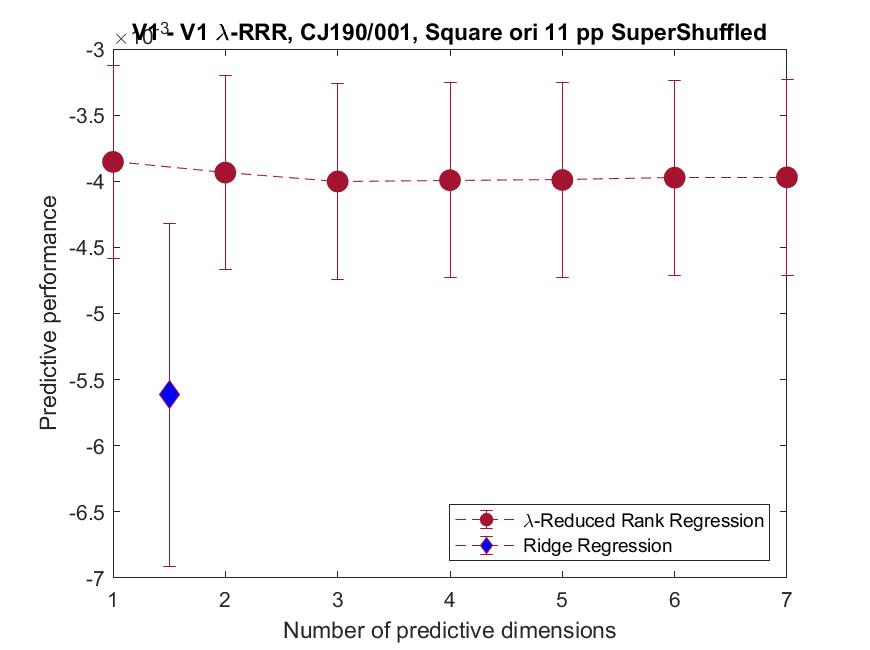 V1 - V1 λ-RRR, CJ190/001, Square ori 11 pp SuperShuffled
×10⁻³
-3
-3.5
-4
-4.5
-5
-5.5
-6
-6.5
-7
Predictive performance
λ-Reduced Rank Regression
Ridge Regression
1 2 3 4 5 6 7
Number of predictive dimensions